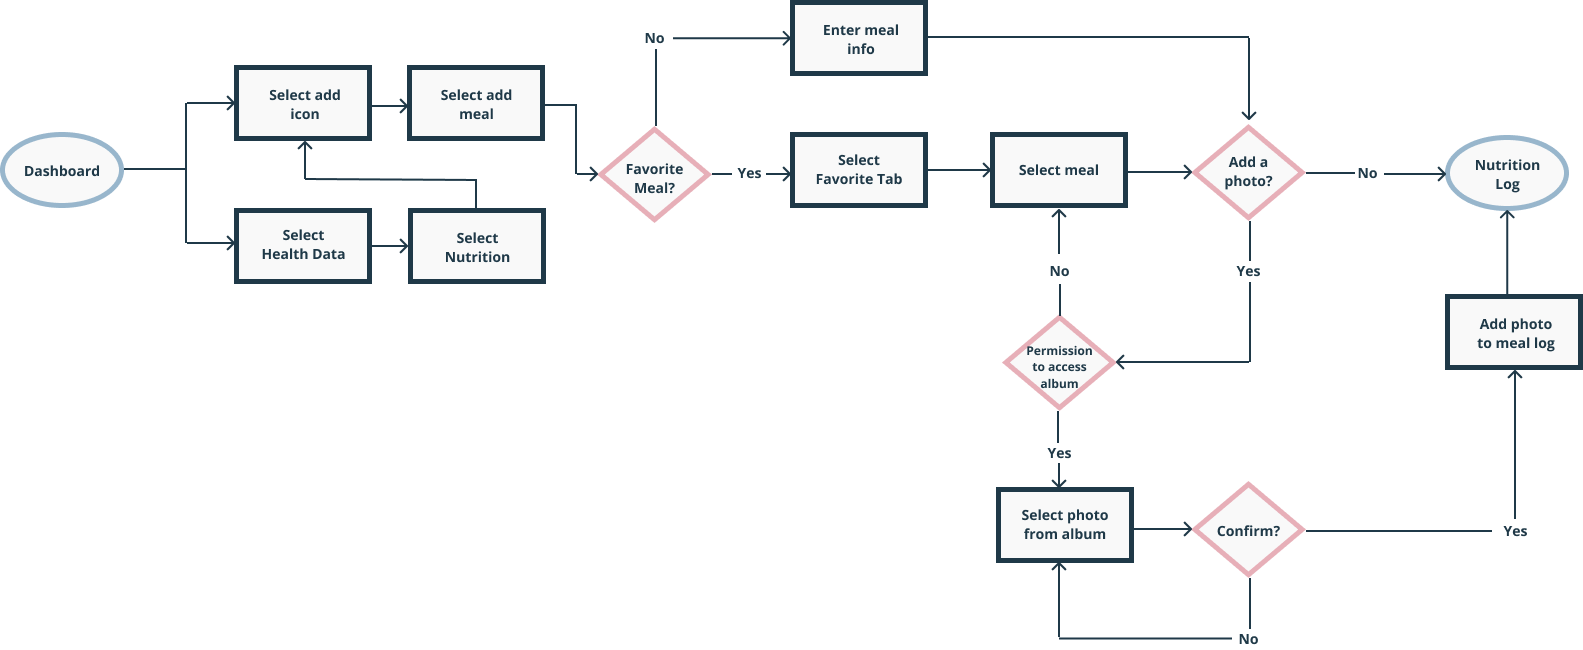 No
Enter meal
info
Select add
icon
Select add
meal
Dashboard
Favorite
Meal?
Yes
Select
Favorite Tab
Select meal
Add a
photo?
No
Nutrition
Log
Select
Health Data
Select
Nutrition
No
Yes
Permission
to access
album
Add photo
to meal log
Yes
Select photo
from album
Confirm?
Yes
No